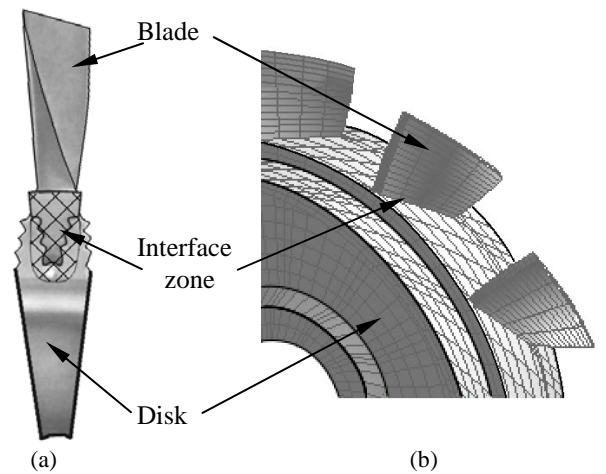 Blade
Interface
zone
Disk
(a)
(b)